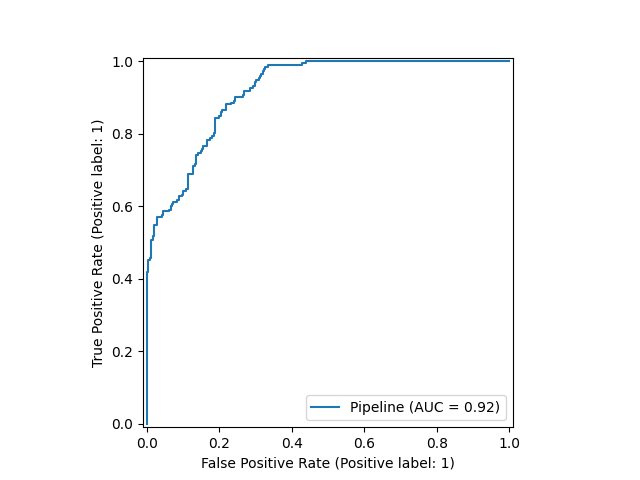 1.0
0.8
0.6
0.4
0.2
0.0
True Positive Rate (Positive label: 1)
Pipeline (AUC = 0.92)
0.0 0.2 0.4 0.6 0.8 1.0
False Positive Rate (Positive label: 1)